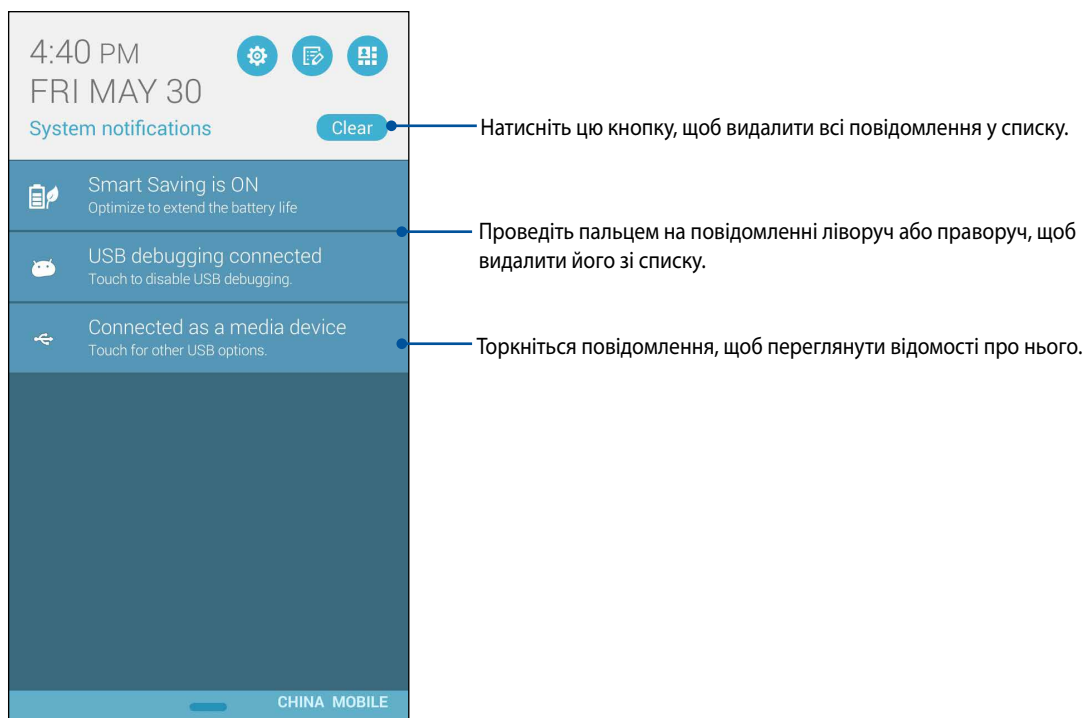 4:40 PM
FRI MAY 30
System notifications
Clear
Натисніть цю кнопку, щоб видалити всі повідомлення у списку.
Smart Saving is ON
Optimize to extend the battery life
Проведіть пальцем на повідомленні ліворуч або праворуч, щоб
видалити його зі списку.
USB debugging connected
Touch to disable USB debugging.
Connected as a media device
Touch for other USB options.
Торкніться повідомлення, щоб переглянути відомості про нього.
CHINA MOBILE